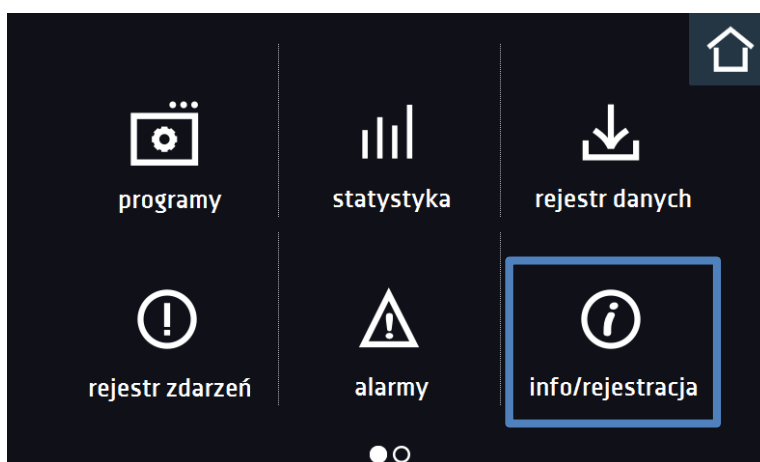 programy
statystyka
rejestr danych
rejestr zdarzeń
alarmy
info/rejestracja